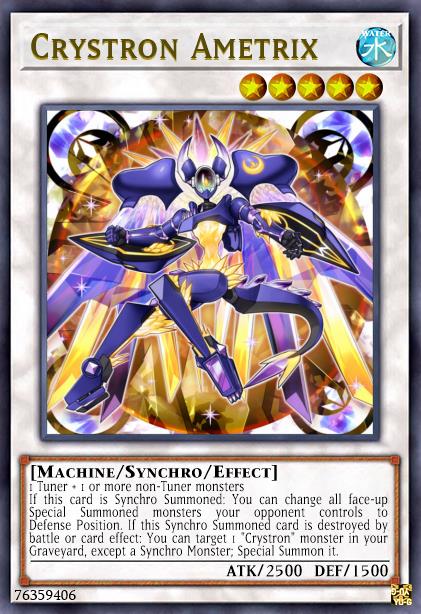 Crystron Ametrix
WATER
水
[Machine/Synchro/Effect]
1 Tuner + 1 or more non-Tuner monsters
If this card is Synchro Summoned: You can change all face-up
Special Summoned monsters your opponent controls to
Defense Position. If this Synchro Summoned card is destroyed by
battle or card effect: You can target 1 "Crystron" monster in your
Graveyard, except a Synchro Monster; Special Summon it.
ATK/2500 DEF/1500
76359406